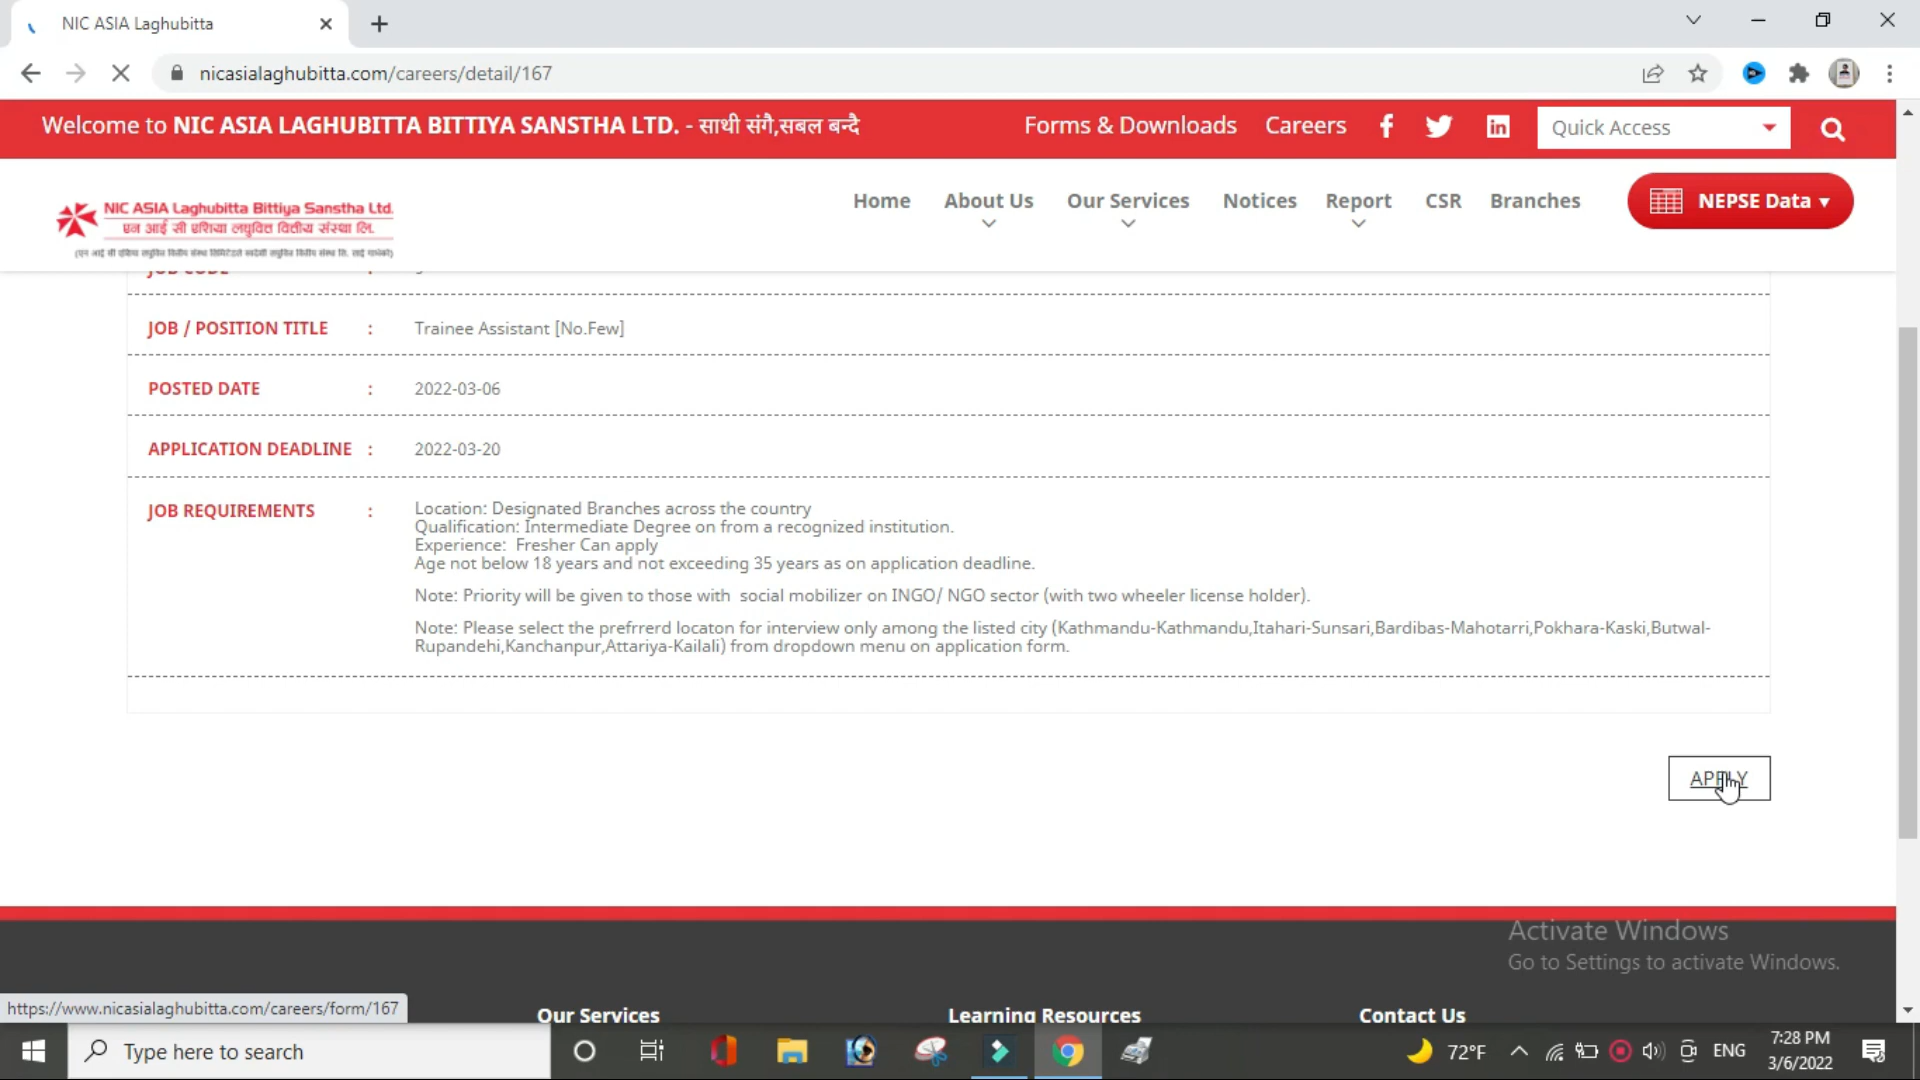 NIC ASIA Laghubitta
nicasialaghubitta.com/careers/detail/167
Welcome to NIC ASIA LAGHUBITTA BITTIYA SANSTHA LTD. - साथी संगै,सबल बन्दै
Forms & Downloads
Careers
Quick Access
NIC ASIA Laghubitta Bittiya Sanstha Ltd.
एन आई सी एशिया लघुवित्त वित्तीय संस्था लि.
Home
About Us
Our Services
Notices
Report
CSR
Branches
NEPSE Data
JOB CODE :
JOB / POSITION TITLE : Trainee Assistant [No.Few]
POSTED DATE : 2022-03-06
APPLICATION DEADLINE : 2022-03-20
JOB REQUIREMENTS : Location: Designated Branches across the country
Qualification: Intermediate Degree on from a recognized institution.
Experience: Fresher Can apply
Age not below 18 years and not exceeding 35 years as on application deadline.
Note: Priority will be given to those with social mobilizer on INGO/ NGO sector (with two wheeler license holder).
Note: Please select the prefrrerd locaton for interview only among the listed city (Kathmandu-Kathmandu,Itahari-Sunsari,Bardibas-Mahotarri,Pokhara-Kaski,Butwal-
Rupandehi,Kanchanpur,Attariya-Kailali) from dropdown menu on application form.
APPLY
Activate Windows
Go to Settings to activate Windows.
https://www.nicasialaghubitta.com/careers/form/167
Our Services
Learning Resources
Contact Us
Type here to search
72°F
ENG
7:28 PM
3/6/2022